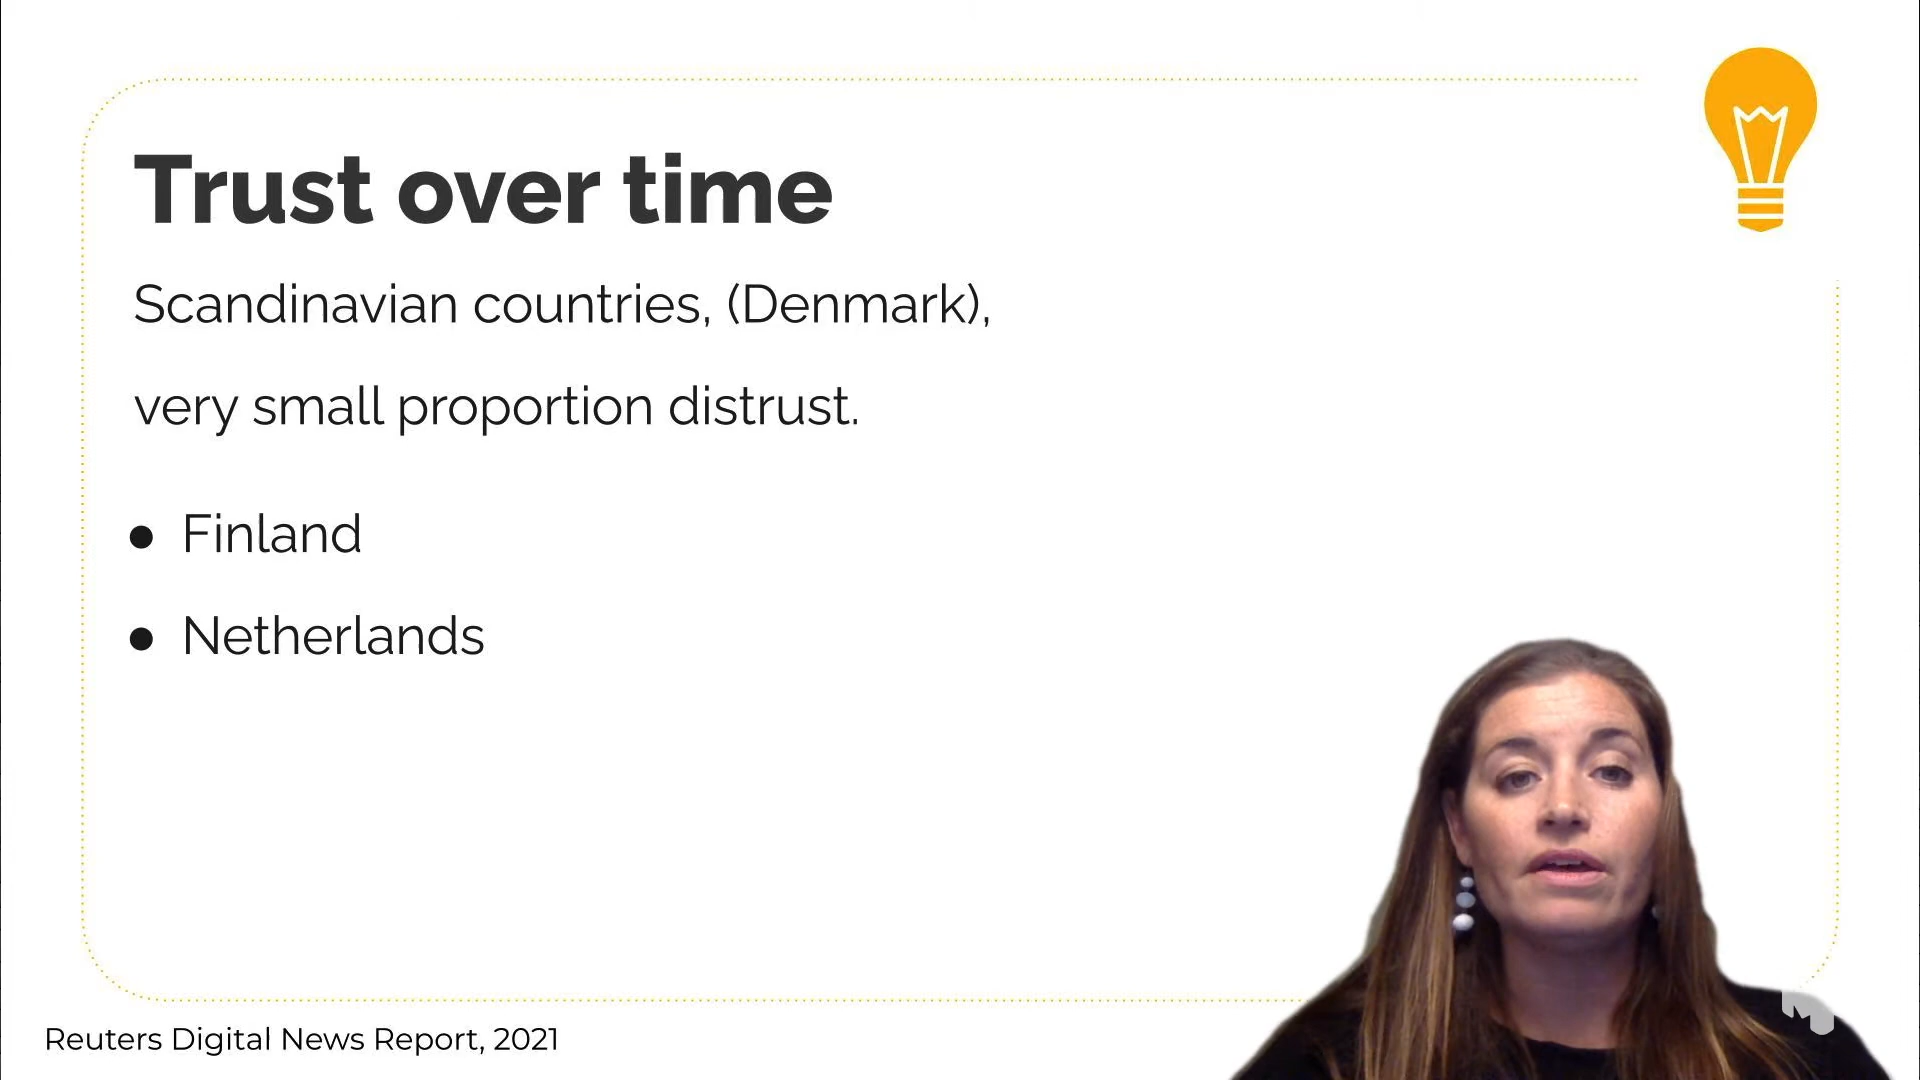 Trust over time
Scandinavian countries, (Denmark),
very small proportion distrust.
● Finland
● Netherlands
Reuters Digital News Report, 2021